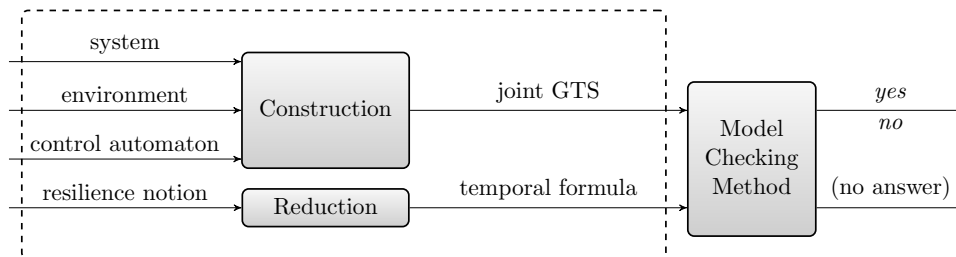 system
environment
control automaton
resilience notion
Construction
Reduction
joint GTS
temporal formula
Model
Checking
Method
yes
no
(no answer)